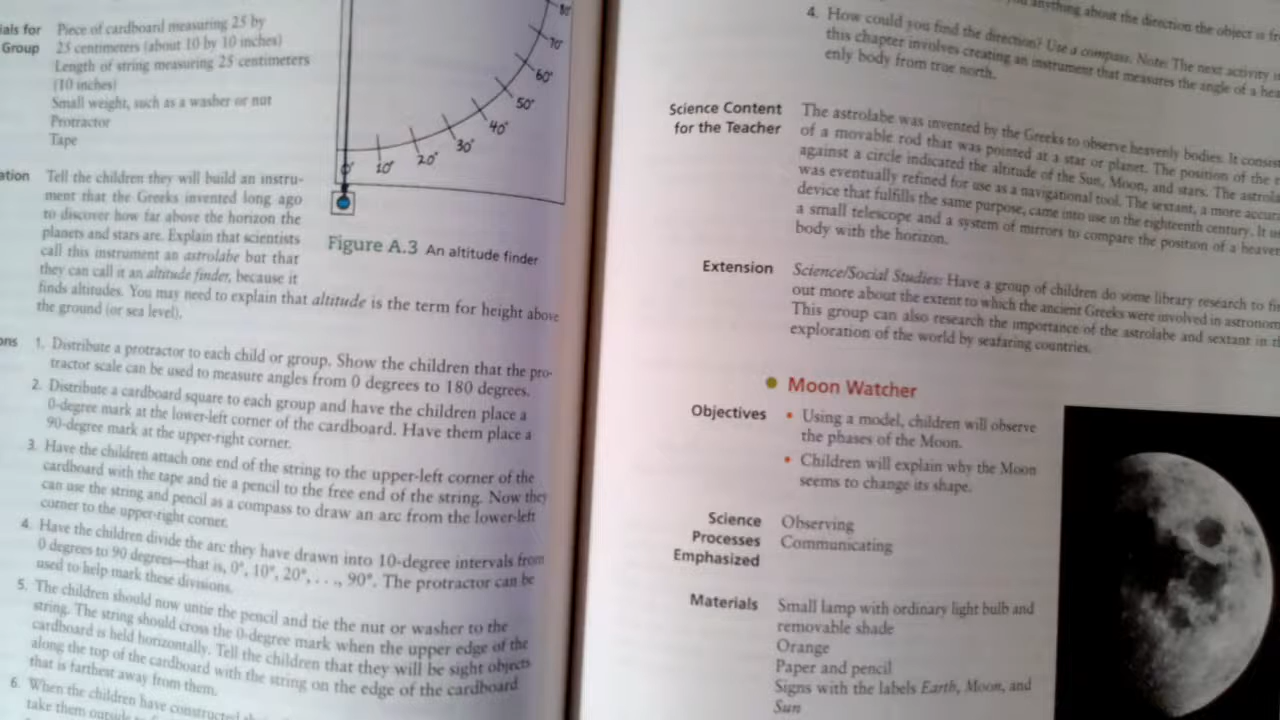 ials for Piece of cardboard measuring 25 by
Group 25 centimeters (about 10 by 10 inches)
Length of string measuring 25 centimeters
(10 inches)
Small weight, such as a washer or nut
Protractor
Tape
ation Tell the children they will build an instru-
ment that the Greeks invented long ago
to discover how far above the horizon the
planets and stars are. Explain that scientists
call this instrument an astrolabe but that
they can call it an altitude finder, because it
finds altitudes. You may need to explain that altitude is the term for height above
the ground (or sea level).
0° 10° 20° 30° 40° 50° 60° 70° 80°
Figure A.3 An altitude finder
ons 1. Distribute a protractor to each child or group. Show the children that the pro-
tractor scale can be used to measure angles from 0 degrees to 180 degrees.
2. Distribute a cardboard square to each group and have the children place a
0-degree mark at the lower-left corner of the cardboard. Have them place a
90-degree mark at the upper-right corner.
3. Have the children attach one end of the string to the upper-left corner of the
cardboard with the tape and tie a pencil to the free end of the string. Now they
can use the string and pencil as a compass to draw an arc from the lower-left
corner to the upper-right corner.
4. Have the children divide the arc they have drawn into 10-degree intervals from
0 degrees to 90 degrees—that is, 0°, 10°, 20°, . . ., 90°. The protractor can be
used to help mark these divisions.
5. The children should now untie the pencil and tie the nut or washer to the
string. The string should cross the 0-degree mark when the upper edge of the
cardboard is held horizontally. Tell the children that they will be sight objects
along the top of the cardboard with the string on the edge of the cardboard
that is farthest away from them.
6. When the children have constructed
take them outside
anything about the direction the object is
4. How could you find the direction? Use a compass. Note: The next activity i
this chapter involves creating an instrument that measures the angle of a hea
enly body from true north.
Science Content The astrolabe was invented by the Greeks to observe heavenly bodies. It consist
for the Teacher of a movable rod that was pointed at a star or planet. The position of the r
against a circle indicated the altitude of the Sun, Moon, and stars. The astrola
was eventually refined for use as a navigational tool. The sextant, a more accur
device that fulfills the same purpose, came into use in the eighteenth century. It u
a small telescope and a system of mirrors to compare the position of a heaven
body with the horizon.
Extension Science/Social Studies: Have a group of children do some library research to fi
out more about the extent to which the ancient Greeks were involved in astronom
This group can also research the importance of the astrolabe and sextant in th
exploration of the world by seafaring countries.
Moon Watcher
Objectives • Using a model, children will observe
the phases of the Moon.
• Children will explain why the Moon
seems to change its shape.
Science Observing
Processes Communicating
Emphasized
Materials Small lamp with ordinary light bulb and
removable shade
Orange
Paper and pencil
Signs with the labels Earth, Moon, and
Sun